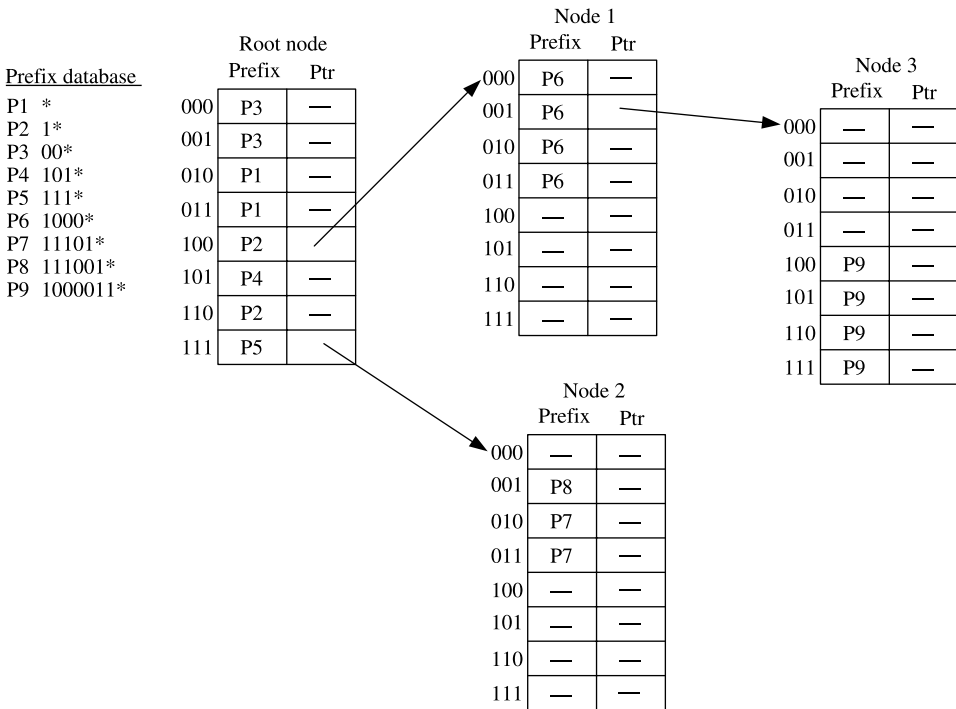 Prefix database
P1 *
P2 1*
P3 00*
P4 101*
P5 111*
P6 1000*
P7 11101*
P8 111001*
P9 1000011*
Root node
Prefix Ptr
000 P3 —
001 P3 —
010 P1 —
011 P1 —
100 P2
101 P4 —
110 P2 —
111 P5
Node 1
Prefix Ptr
000 P6 —
001 P6
010 P6 —
011 P6 —
100 — —
101 — —
110 — —
111 — —
Node 2
Prefix Ptr
000 — —
001 P8 —
010 P7 —
011 P7 —
100 — —
101 — —
110 — —
111 — —
Node 3
Prefix Ptr
000 — —
001 — —
010 — —
011 — —
100 P9 —
101 P9 —
110 P9 —
111 P9 —